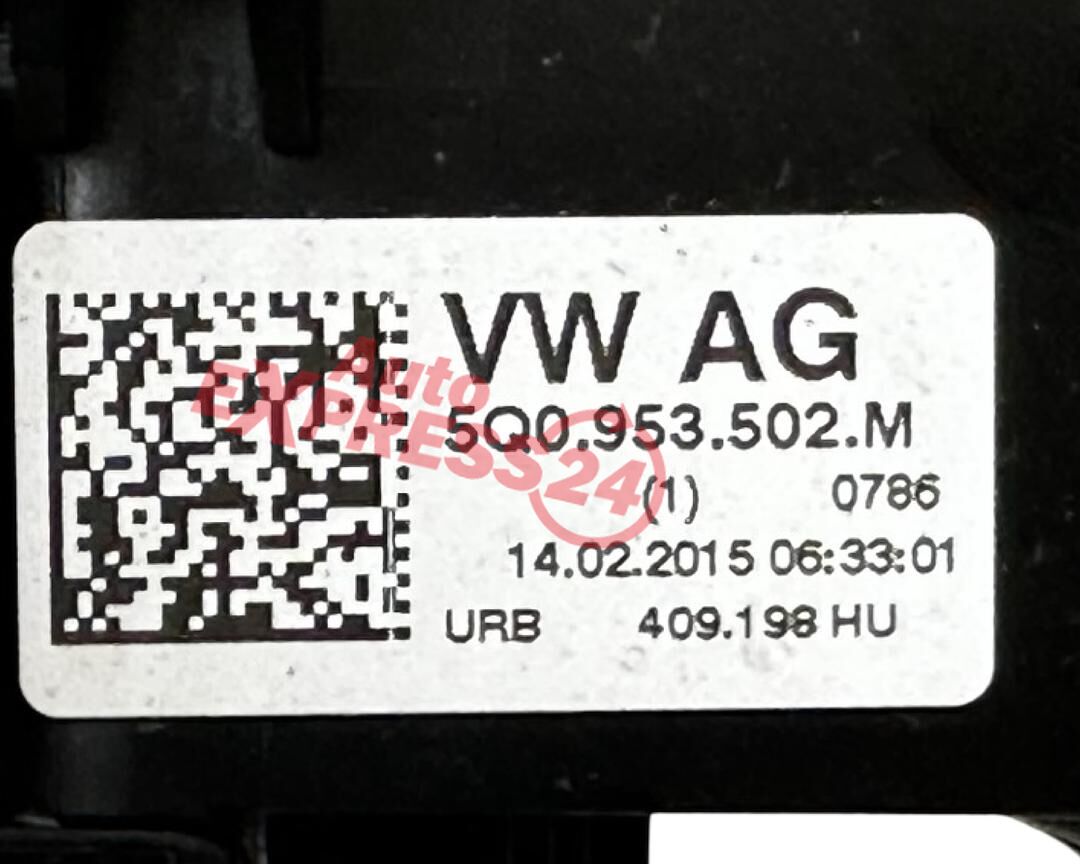 VW AG
Auto
EXPRESS24
5Q0.953.502.M
(1) 0786
14.02.2015 06:33:01
URB 409.198 HU